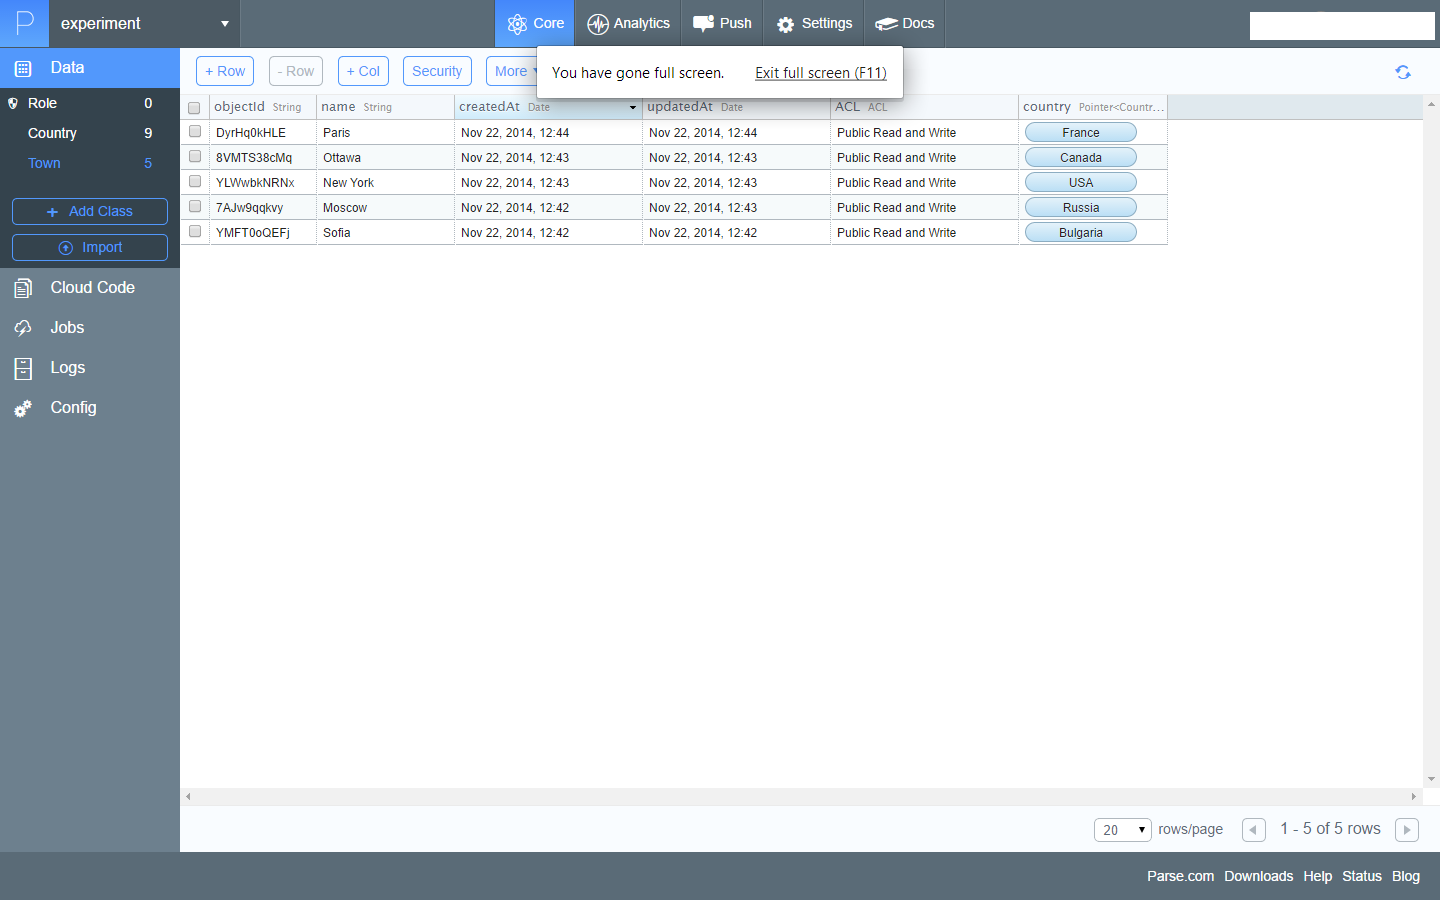 P experiment Core Analytics Push Settings Docs
You have gone full screen. Exit full screen (F11)
Data + Row - Row + Col Security More
Role 0
Country 9
Town 5
+ Add Class
Import
Cloud Code
Jobs
Logs
Config
objectId String name String createdAt Date updatedAt Date ACL ACL country Pointer<Countr...
DyrHq0kHLE Paris Nov 22, 2014, 12:44 Nov 22, 2014, 12:44 Public Read and Write France
8VMTS38cMq Ottawa Nov 22, 2014, 12:43 Nov 22, 2014, 12:43 Public Read and Write Canada
YLWwbkNRNx New York Nov 22, 2014, 12:43 Nov 22, 2014, 12:43 Public Read and Write USA
7AJw9qqkvy Moscow Nov 22, 2014, 12:42 Nov 22, 2014, 12:43 Public Read and Write Russia
YMFT0oQEFj Sofia Nov 22, 2014, 12:42 Nov 22, 2014, 12:42 Public Read and Write Bulgaria
20 rows/page 1 - 5 of 5 rows
Parse.com Downloads Help Status Blog